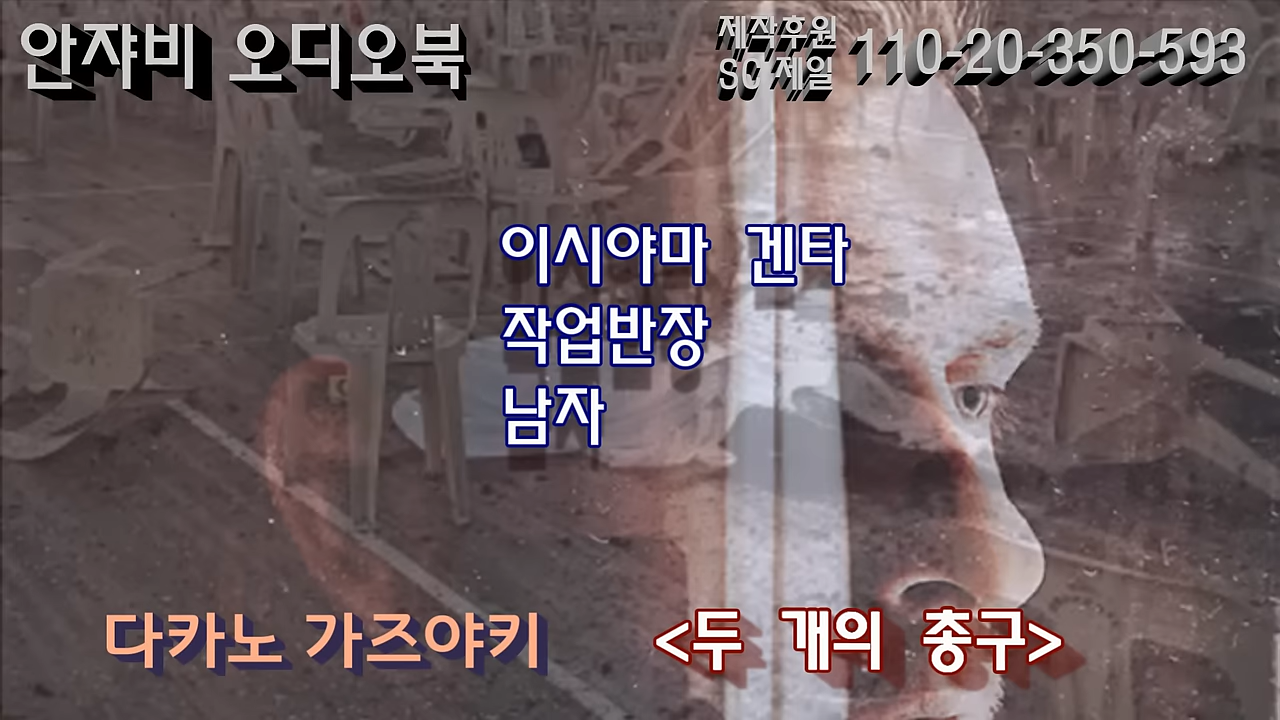 안쟈비 오디오북
제작후원
SC제일
110-20-350-593
이시야마 겐타
작업반장
남자
다카노 가즈야키
<두 개의 총구>